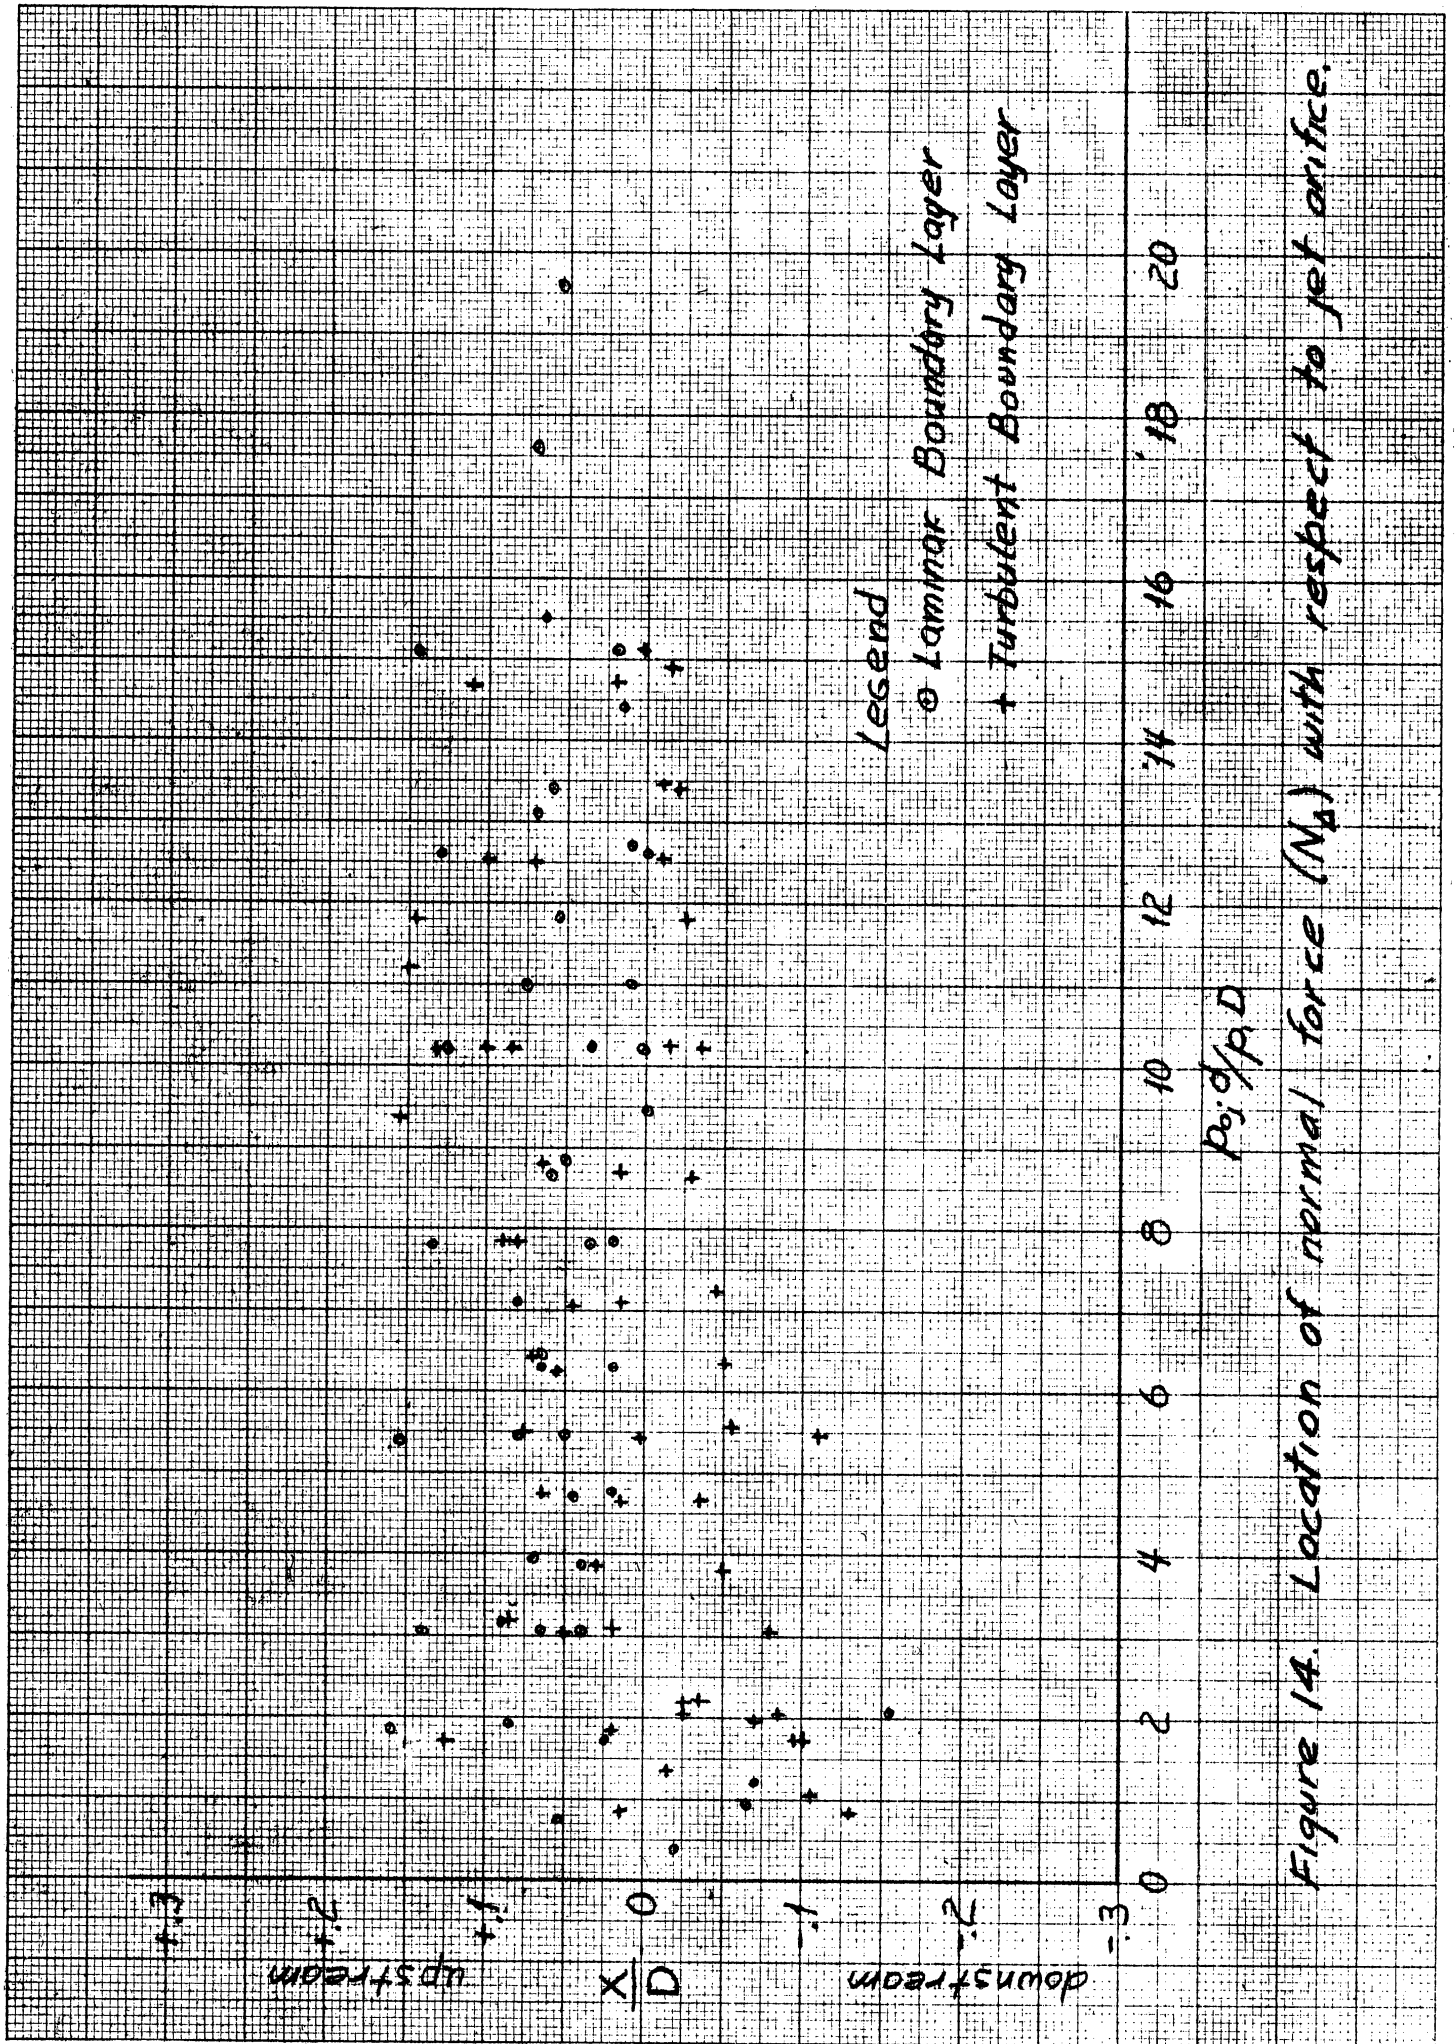 upstream
+.3
+.2
+.1
0
-.1
-.2
-.3
X
D
downstream
0 2 4 6 8 10 12 14 16 18 20
Legend
⊙ Laminar Boundary Layer
+ Turbulent Boundary Layer
Figure 14. Location of normal force (N) with respect to jet orifice.